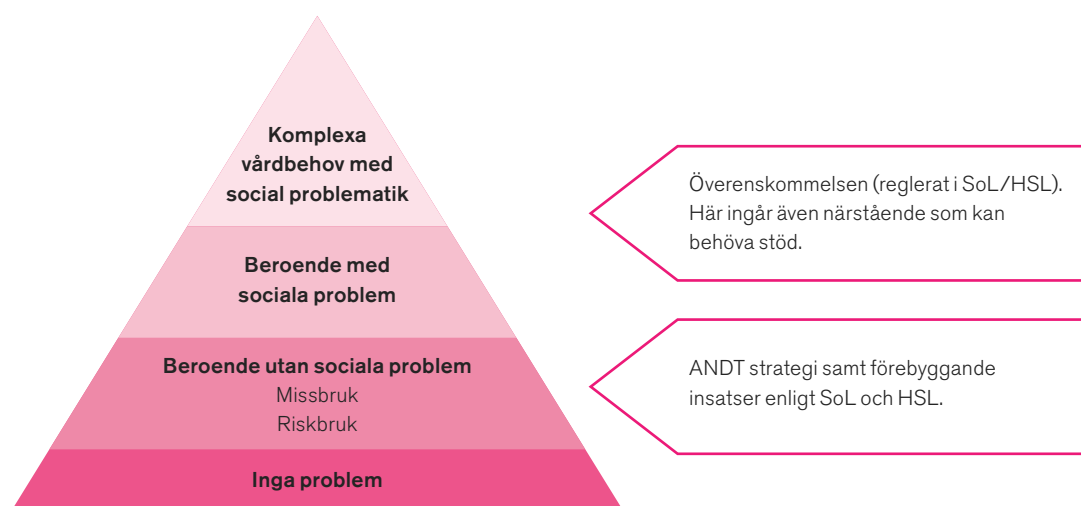 Komplexa
vårdbehov med
social problematik
Överenskommelsen (reglerat i SoL/HSL).
Här ingår även närstående som kan
behöva stöd.
Beroende med
sociala problem
Beroende utan sociala problem
Missbruk
Riskbruk
ANDT strategi samt förebyggande
insatser enligt SoL och HSL.
Inga problem